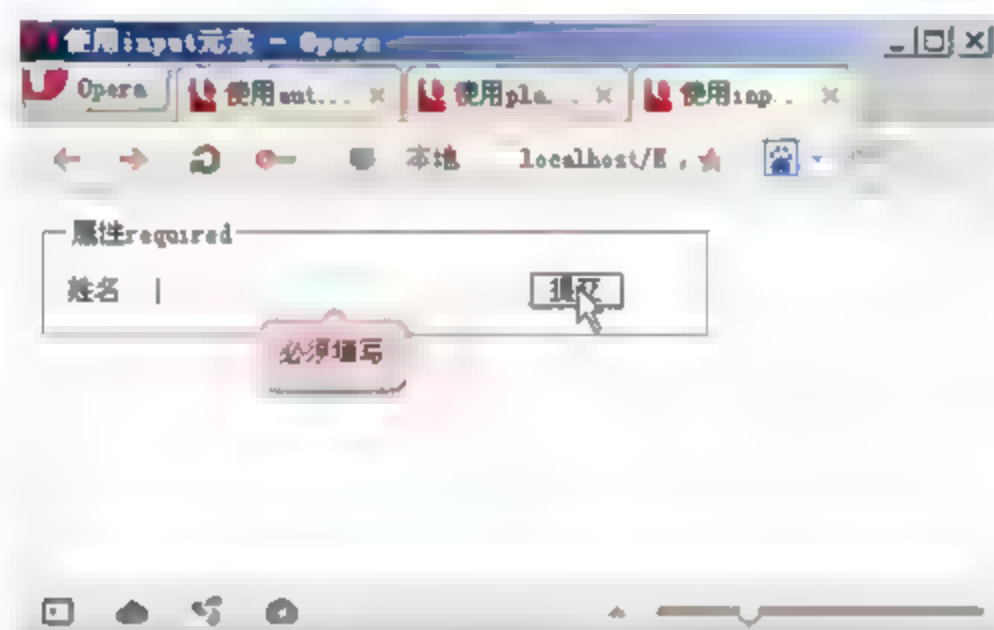 使用input元素 - Opera
Opera 使用aut... 使用pla... 使用inp...
本地 localhost/
属性required
姓名 提交
必须填写